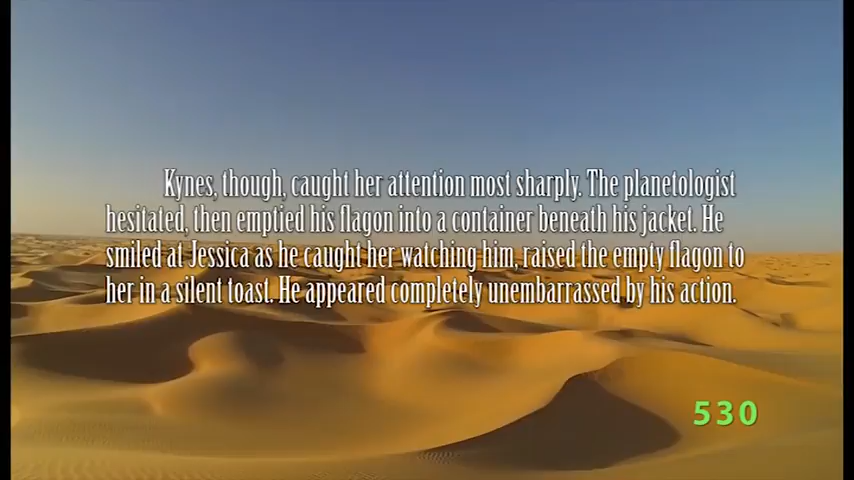 Kynes, though, caught her attention most sharply. The planetologist
hesitated, then emptied his flagon into a container beneath his jacket. He
smiled at Jessica as he caught her watching him, raised the empty flagon to
her in a silent toast. He appeared completely unembarrassed by his action.
530